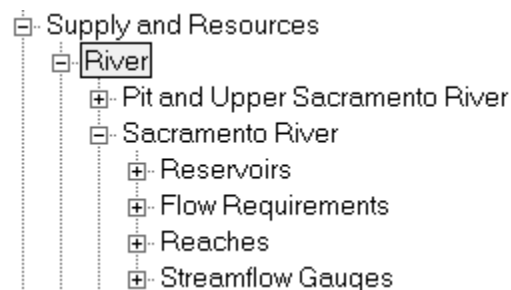 Supply and Resources
River
Pit and Upper Sacramento River
Sacramento River
Reservoirs
Flow Requirements
Reaches
Streamflow Gauges